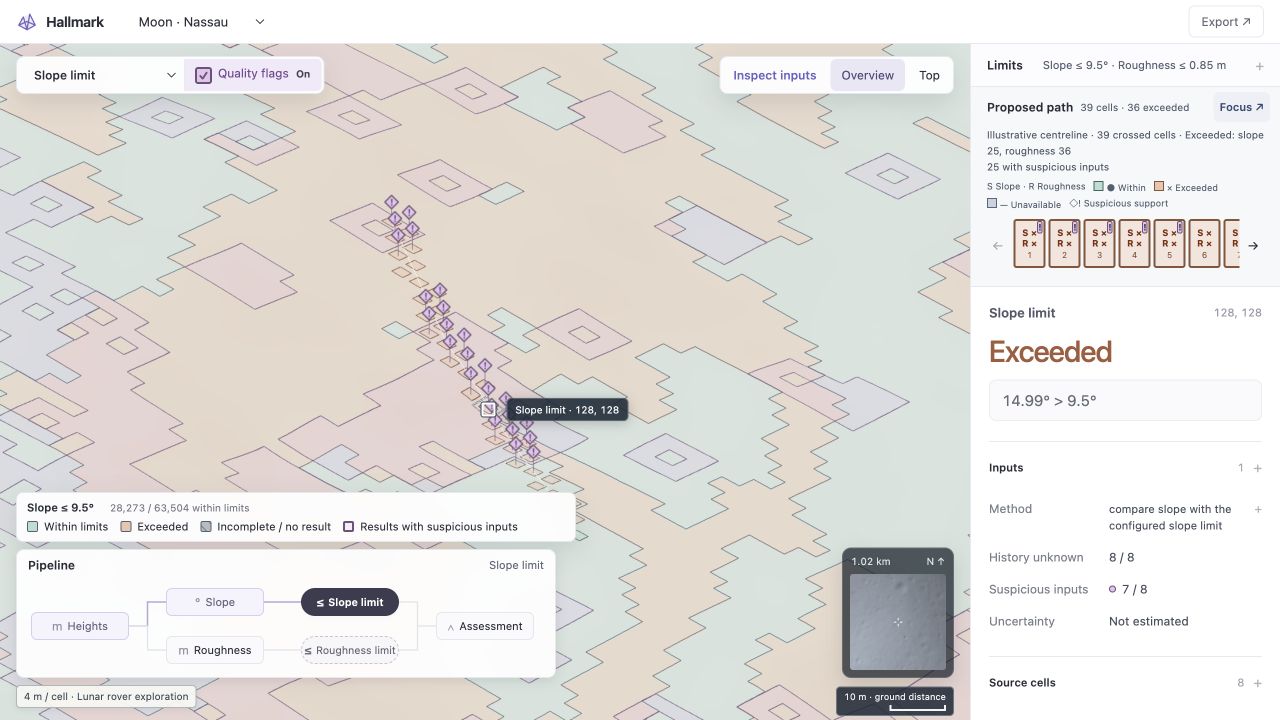 Hallmark
Moon · Nassau
Export ↗
Slope limit
Quality flags On
Inspect inputs
Overview
Top
Limits Slope ≤ 9.5° · Roughness ≤ 0.85 m +
Proposed path 39 cells · 36 exceeded
Focus ↗
Illustrative centreline · 39 crossed cells · Exceeded: slope
25, roughness 36
25 with suspicious inputs
S Slope · R Roughness ● Within × Exceeded
— Unavailable ◇! Suspicious support
← S × R × 1 ! S × R × 2 ! S × R × 3 ! S × R × 4 ! S × R × 5 ! S × R × 6 →
Slope limit 128, 128
Exceeded
14.99° > 9.5°
Slope limit · 128, 128
Inputs 1 +
Method compare slope with the +
configured slope limit
History unknown 8 / 8
Suspicious inputs 7 / 8
Uncertainty Not estimated
Source cells 8 +
Slope ≤ 9.5° 28,273 / 63,504 within limits
Within limits Exceeded Incomplete / no result Results with suspicious inputs
Pipeline Slope limit
m Heights
° Slope
≤ Slope limit
m Roughness
≤ Roughness limit
∧ Assessment
4 m / cell · Lunar rover exploration
1.02 km N ↑
10 m · ground distance